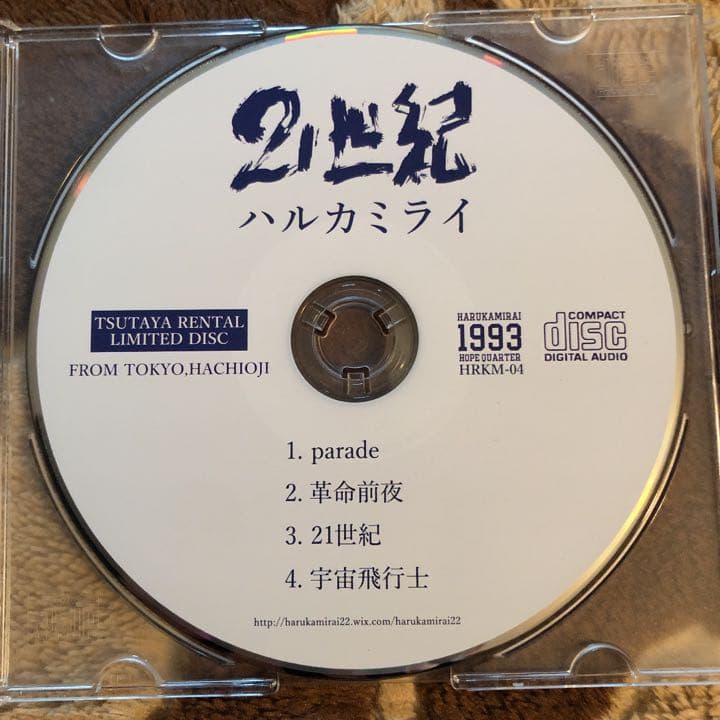 21世紀
ハルカミライ
TSUTAYA RENTAL
LIMITED DISC
FROM TOKYO,HACHIOJI
HARUKAMIRAI
1993
HOPE QUARTER
HRKM-04
COMPACT
disc
DIGITAL AUDIO
1. parade
2. 革命前夜
3. 21世紀
4. 宇宙飛行士
http://harukamirai22.wix.com/harukamirai22